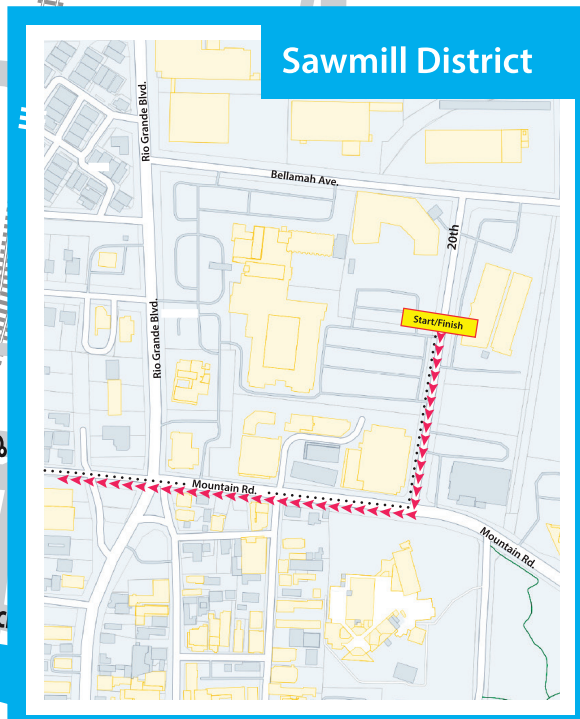 Sawmill District
Rio Grande Blvd.
Bellamah Ave.
20th
Start/Finish
Rio Grande Blvd.
Mountain Rd.
Mountain Rd.